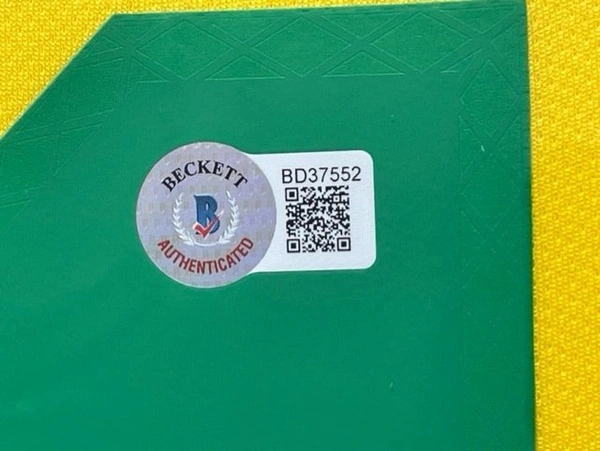 BECKETT
B
AUTHENTICATED
BD37552